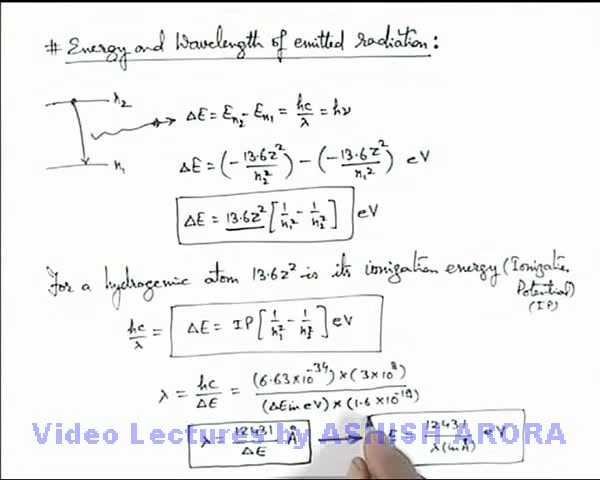 # Energy and Wavelength of emitted radiation :
n₂
ΔE = Eₙ₂ - Eₙ₁ = hc/λ = hν
n₁
ΔE = (-13.6Z²/n₂²) - (-13.6Z²/n₁²) eV
ΔE = 13.6Z² [1/n₁² - 1/n₂²] eV
For a hydrogenic atom 13.6Z² is its ionization energy (Ionization
Potential)
(IP)
hc/λ = ΔE = IP [1/n₁² - 1/n₂²] eV
λ = hc/ΔE = (6.63×10⁻³⁴) × (3×10⁸) / (ΔE in eV) × (1.6×10⁻¹⁹)
λ = 12431/ΔE Å → E = 12431/λ(in Å) eV
Video Lectures by ASHISH ARORA